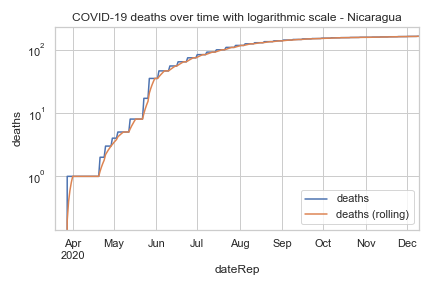 COVID-19 deaths over time with logarithmic scale - Nicaragua
deaths
10²
10¹
10⁰
deaths
deaths (rolling)
Apr May Jun Jul Aug Sep Oct Nov Dec
2020
dateRep